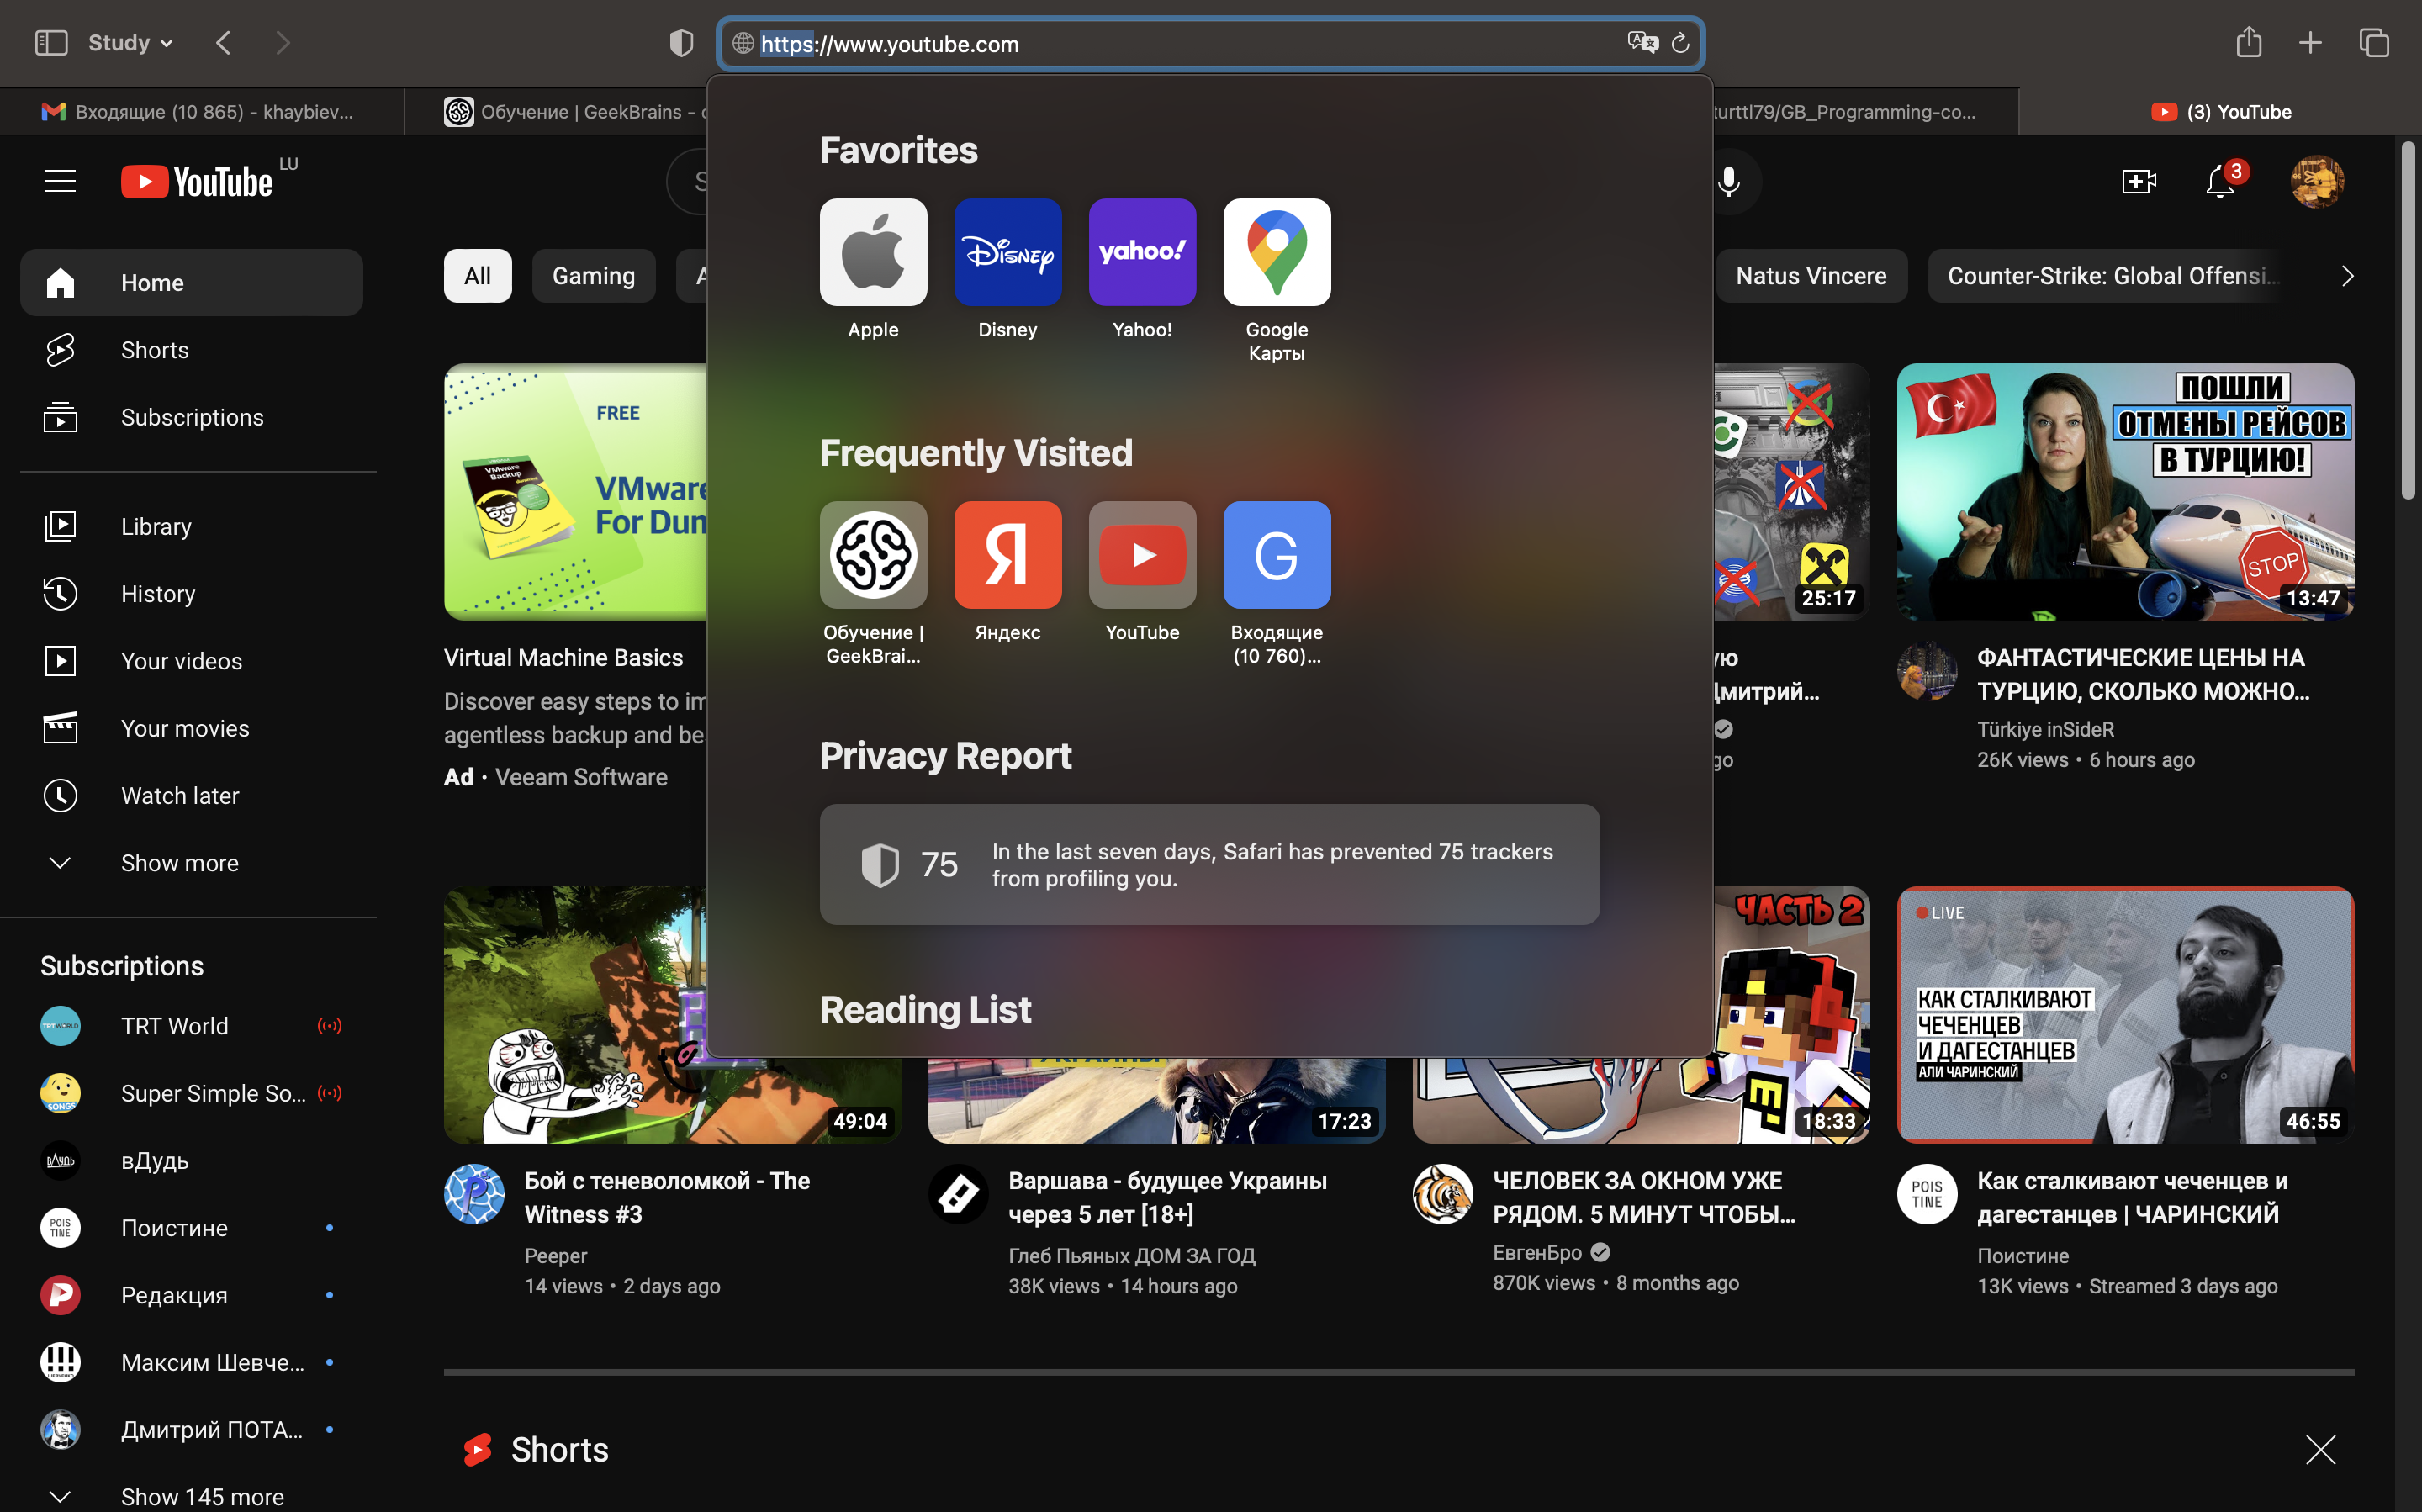 Study
https://www.youtube.com
Входящие (10 865) - khaybiev...
Обучение | GeekBrains -
turttl79/GB_Programming-co...
(3) YouTube
YouTube
LU
3
Home
Shorts
Subscriptions
Library
History
Your videos
Your movies
Watch later
Show more
Subscriptions
TRT World
Super Simple So...
вДудь
Поистине
Редакция
Максим Шевче...
Дмитрий ПОТА...
Show 145 more
All
Gaming
Natus Vincere
Counter-Strike: Global Offensi...
Favorites
Apple
Disney
yahoo!
Yahoo!
Google
Карты
Frequently Visited
Я
G
Обучение |
GeekBrai...
Яндекс
YouTube
Входящие
(10 760)...
Privacy Report
75
In the last seven days, Safari has prevented 75 trackers
from profiling you.
Reading List
FREE
VMware
Backup
VMware
For Dum
Virtual Machine Basics
Discover easy steps to im
agentless backup and be
Ad · Veeam Software
25:17
ую
Дмитрий...
go
ПОШЛИ
ОТМЕНЫ РЕЙСОВ
В ТУРЦИЮ!
STOP
13:47
ФАНТАСТИЧЕСКИЕ ЦЕНЫ НА
ТУРЦИЮ, СКОЛЬКО МОЖНО...
Türkiye inSideR
26K views • 6 hours ago
49:04
Бой с теневоломкой - The
Witness #3
Peeper
14 views • 2 days ago
17:23
Варшава - будущее Украины
через 5 лет [18+]
Глеб Пьяных ДОМ ЗА ГОД
38K views • 14 hours ago
ЧАСТЬ 2
18:33
ЧЕЛОВЕК ЗА ОКНОМ УЖЕ
РЯДОМ. 5 МИНУТ ЧТОБЫ...
ЕвгенБро
870K views • 8 months ago
LIVE
КАК СТАЛКИВАЮТ
ЧЕЧЕНЦЕВ
И ДАГЕСТАНЦЕВ
АЛИ ЧАРИНСКИЙ
46:55
POIS
TINE
Как сталкивают чеченцев и
дагестанцев | ЧАРИНСКИЙ
Поистине
13K views • Streamed 3 days ago
Shorts